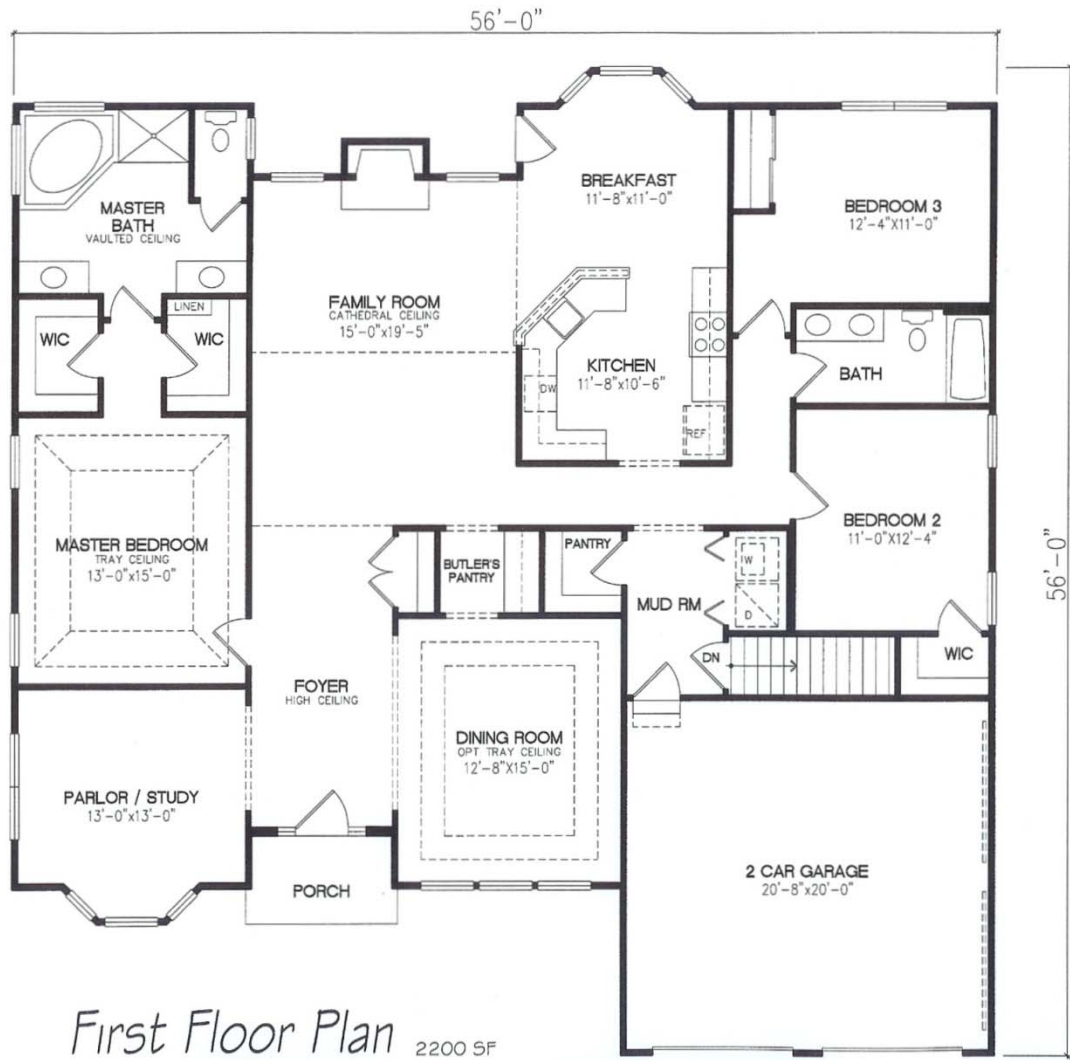 56'-0"
MASTER
BATH
VAULTED CEILING
BREAKFAST
11'-8"x11'-0"
BEDROOM 3
12'-4"X11'-0"
FAMILY ROOM
CATHEDRAL CEILING
15'-0"x19'-5"
LINEN
WIC
WIC
KITCHEN
11'-8"x10'-6"
DW
REF
BATH
MASTER BEDROOM
TRAY CEILING
13'-0"x15'-0"
BUTLER'S
PANTRY
PANTRY
MUD RM
W
D
BEDROOM 2
11'-0"X12'-4"
56'-0"
DN
WIC
FOYER
HIGH CEILING
DINING ROOM
OPT TRAY CEILING
12'-8"X15'-0"
PARLOR / STUDY
13'-0"x13'-0"
PORCH
2 CAR GARAGE
20'-8"x20'-0"
First Floor Plan 2200 SF